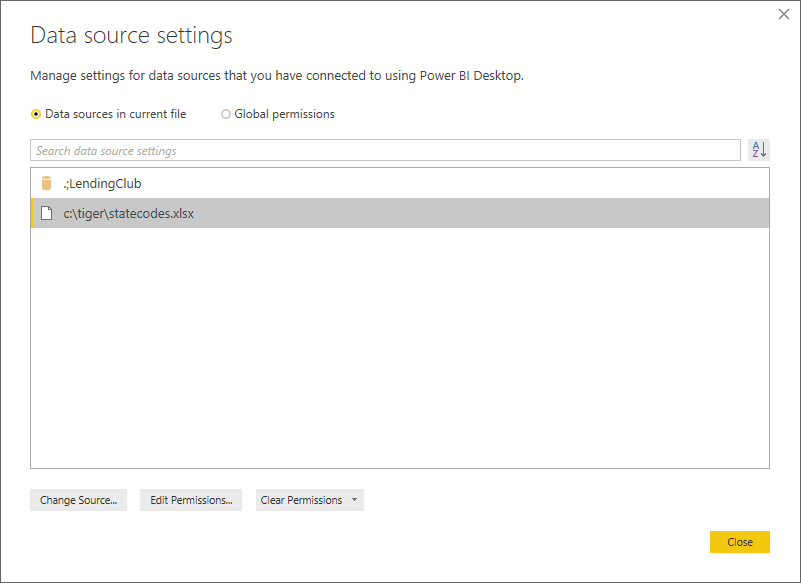 Data source settings
Manage settings for data sources that you have connected to using Power BI Desktop.
Data sources in current file Global permissions
Search data source settings
A
Z
.;LendingClub
c:\tiger\statecodes.xlsx
Change Source... Edit Permissions... Clear Permissions
Close